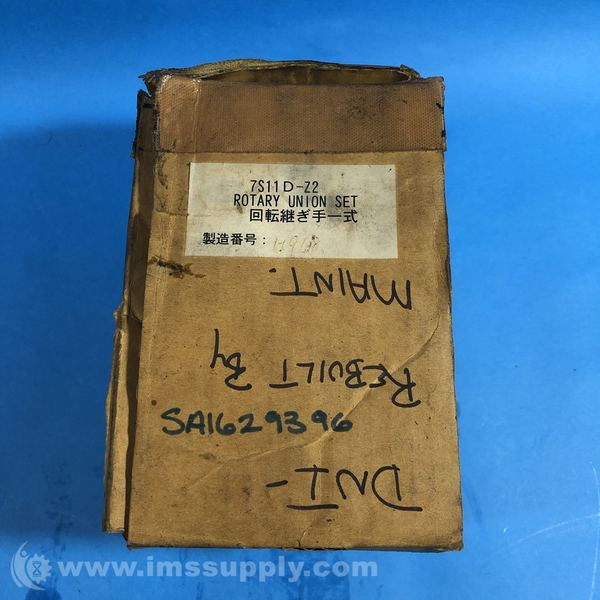 7S11D-Z2
ROTARY UNION SET
回転継ぎ手一式
製造番号:
DNI-
REBUILT By
MAINT.
SA1629396
www.imssupply.com